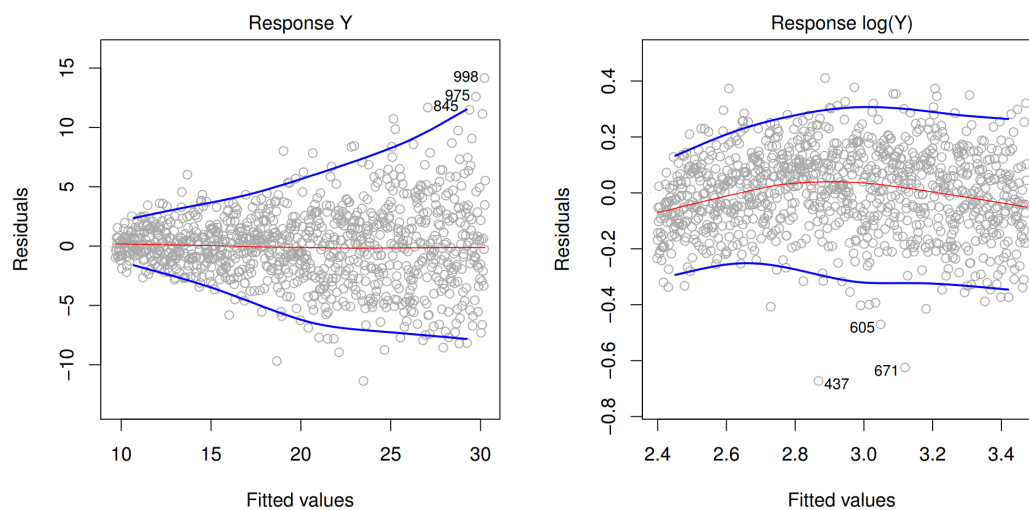 Response Y
998
975
845
15
10
5
0
−5
−10
Residuals
10 15 20 25 30
Fitted values
Response log(Y)
605
671
437
0.4
0.2
0.0
−0.2
−0.4
−0.6
−0.8
Residuals
2.4 2.6 2.8 3.0 3.2 3.4
Fitted values